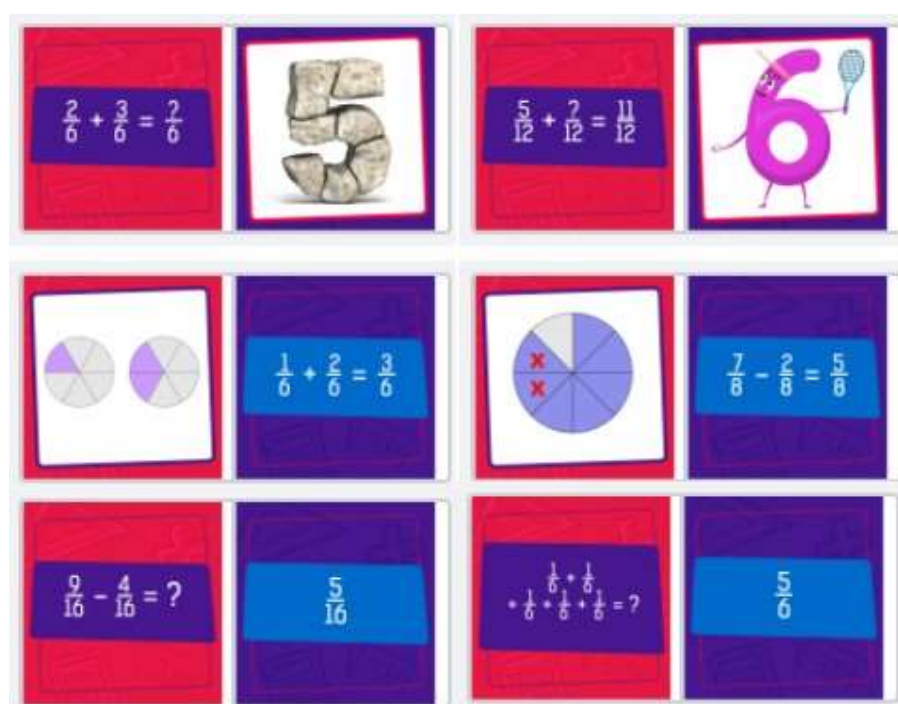 2/6 + 3/6 = ?/6
5
5/12 + ?/12 = 11/12
6
1/6 + 2/6 = 3/6
x
x
7/8 - 2/8 = 5/8
9/16 - 4/16 = ?
5/16
1/6 + 1/6
+ 1/6 + 1/6 + 1/6 = ?
5/6